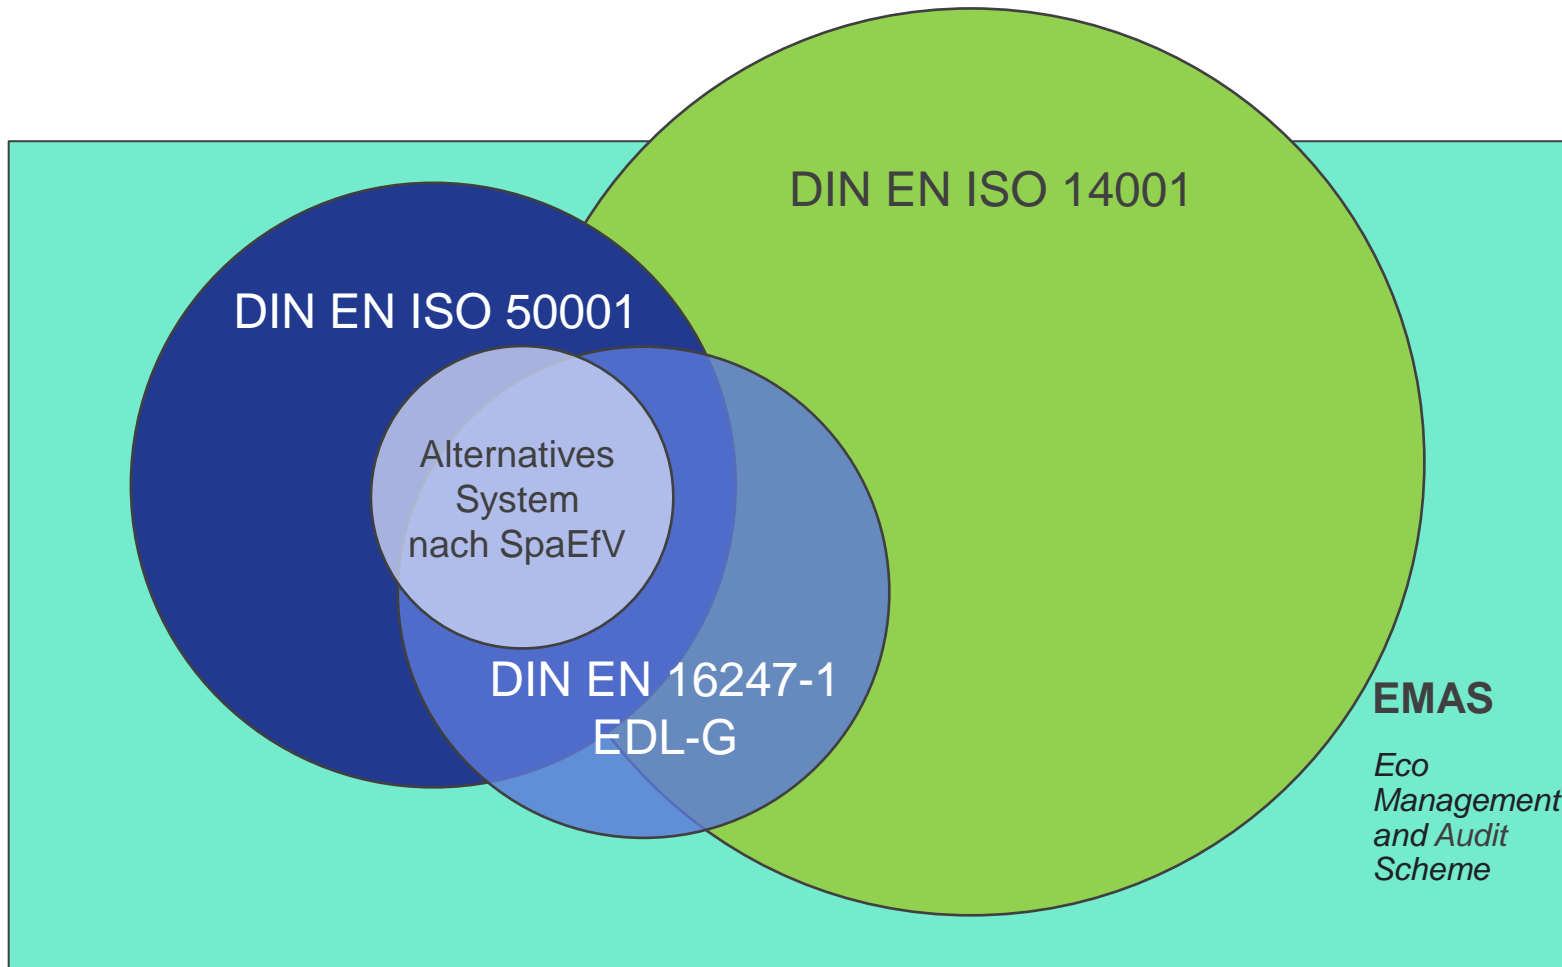 DIN EN ISO 14001
DIN EN ISO 50001
Alternatives
System
nach SpaEfV
DIN EN 16247-1
EDL-G
EMAS
Eco
Management
and Audit
Scheme